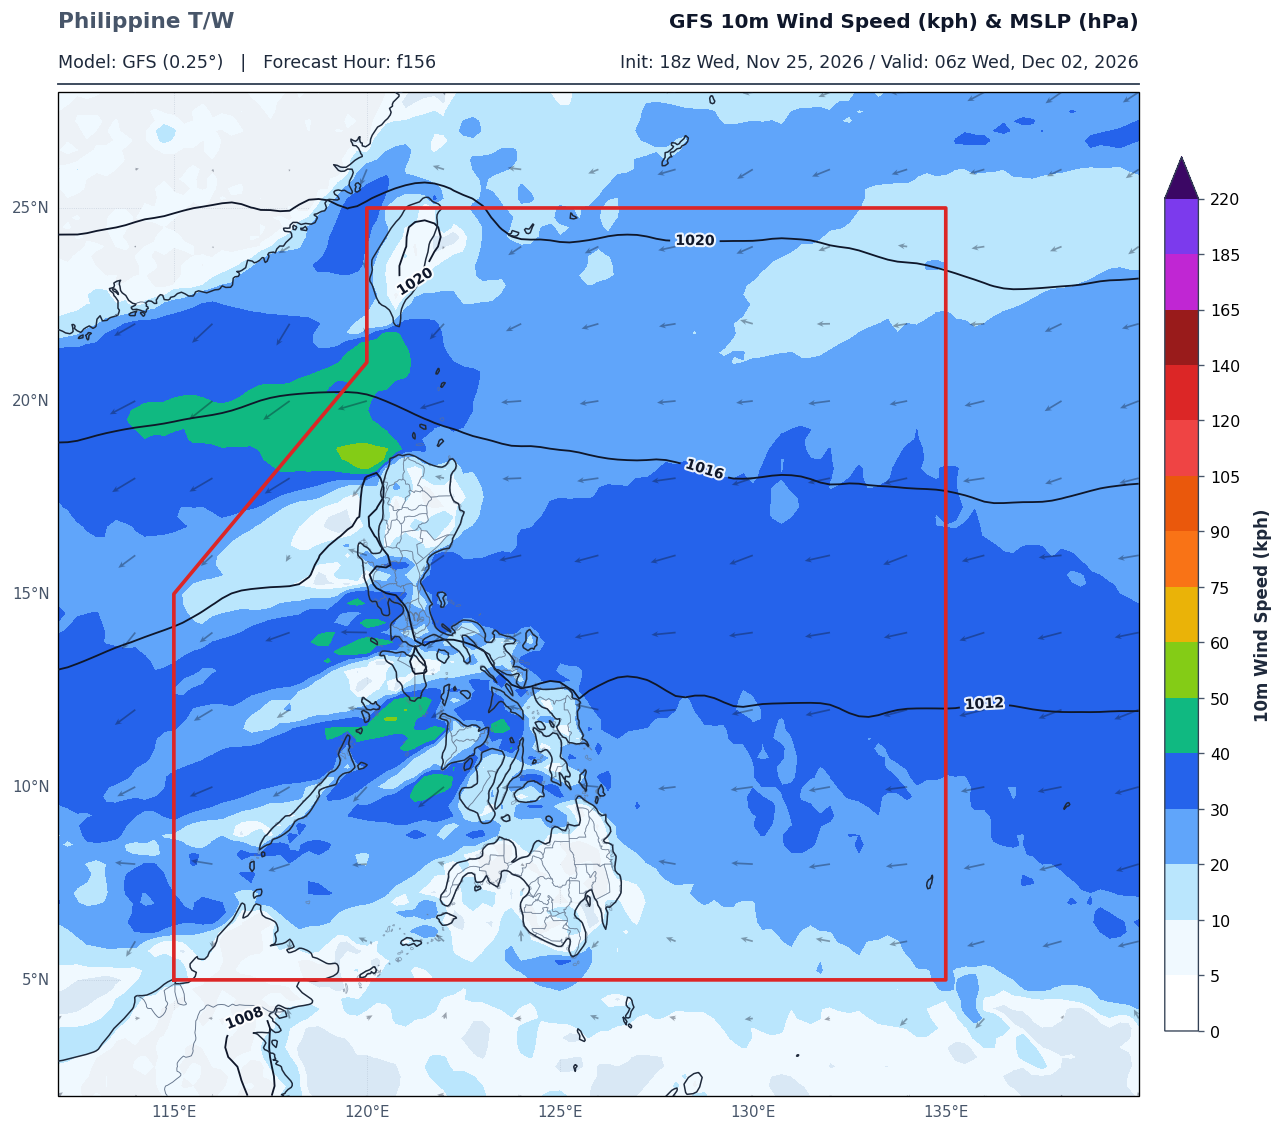 Philippine T/W
GFS 10m Wind Speed (kph) & MSLP (hPa)
Model: GFS (0.25°)   |   Forecast Hour: f156
Init: 18z Wed, Nov 25, 2026 / Valid: 06z Wed, Dec 02, 2026
25°N
20°N
15°N
10°N
5°N
115°E
120°E
125°E
130°E
135°E
1020
1020
1016
1012
1008
220
185
165
140
120
105
90
75
60
50
40
30
20
10
5
0
10m Wind Speed (kph)